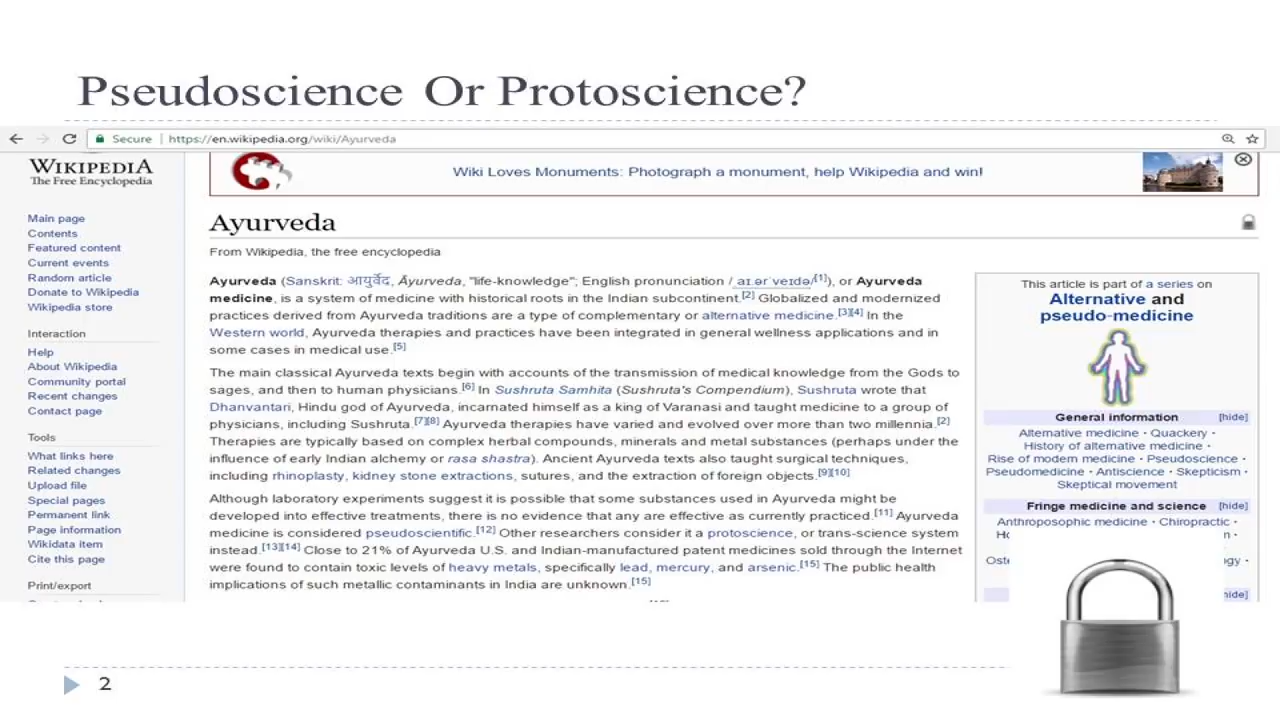 Pseudoscience Or Protoscience?
Secure | https://en.wikipedia.org/wiki/Ayurveda
WIKIPEDIA
The Free Encyclopedia
Main page
Contents
Featured content
Current events
Random article
Donate to Wikipedia
Wikipedia store
Interaction
Help
About Wikipedia
Community portal
Recent changes
Contact page
Tools
What links here
Related changes
Upload file
Special pages
Permanent link
Page information
Wikidata item
Cite this page
Print/export
Wiki Loves Monuments: Photograph a monument, help Wikipedia and win!
Ayurveda
From Wikipedia, the free encyclopedia
Ayurveda (Sanskrit: आयुर्वेद, Āyurveda, "life-knowledge"; English pronunciation /ˌaɪ.ərˈveɪdə/[1]), or Ayurveda
medicine, is a system of medicine with historical roots in the Indian subcontinent.[2] Globalized and modernized
practices derived from Ayurveda traditions are a type of complementary or alternative medicine.[3][4] In the
Western world, Ayurveda therapies and practices have been integrated in general wellness applications and in
some cases in medical use.[5]
The main classical Ayurveda texts begin with accounts of the transmission of medical knowledge from the Gods to
sages, and then to human physicians.[6] In Sushruta Samhita (Sushruta's Compendium), Sushruta wrote that
Dhanvantari, Hindu god of Ayurveda, incarnated himself as a king of Varanasi and taught medicine to a group of
physicians, including Sushruta.[7][8] Ayurveda therapies have varied and evolved over more than two millennia.[2]
Therapies are typically based on complex herbal compounds, minerals and metal substances (perhaps under the
influence of early Indian alchemy or rasa shastra). Ancient Ayurveda texts also taught surgical techniques,
including rhinoplasty, kidney stone extractions, sutures, and the extraction of foreign objects.[9][10]
Although laboratory experiments suggest it is possible that some substances used in Ayurveda might be
developed into effective treatments, there is no evidence that any are effective as currently practiced.[11] Ayurveda
medicine is considered pseudoscientific.[12] Other researchers consider it a protoscience, or trans-science system
instead.[13][14] Close to 21% of Ayurveda U.S. and Indian-manufactured patent medicines sold through the Internet
were found to contain toxic levels of heavy metals, specifically lead, mercury, and arsenic.[15] The public health
implications of such metallic contaminants in India are unknown.[15]
This article is part of a series on
Alternative and
pseudo-medicine
General information [hide]
Alternative medicine · Quackery ·
History of alternative medicine ·
Rise of modern medicine · Pseudoscience ·
Pseudomedicine · Antiscience · Skepticism ·
Skeptical movement
Fringe medicine and science [hide]
Anthroposophic medicine · Chiropractic ·
2